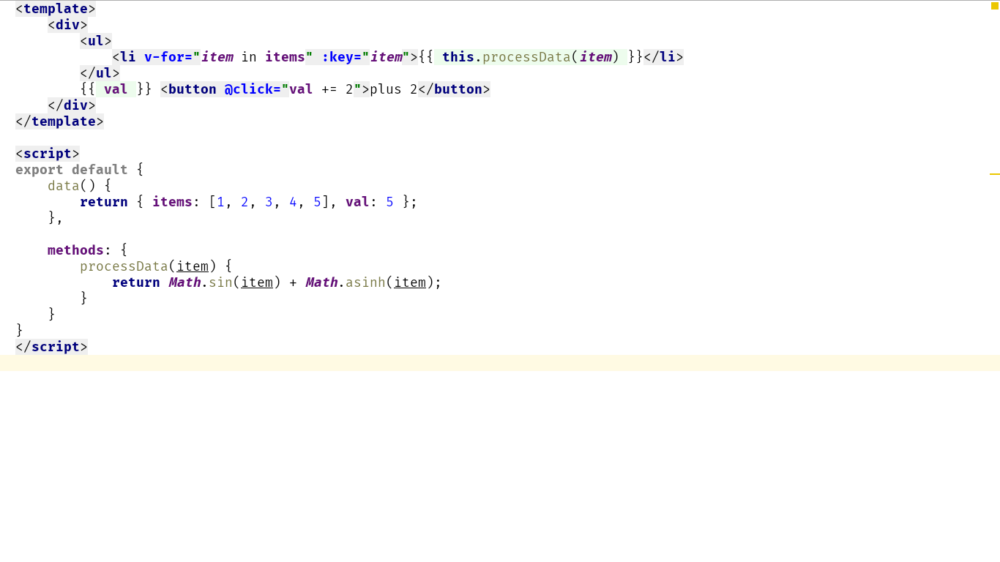 <template>
    <div>
        <ul>
            <li v-for="item in items" :key="item">{{ this.processData(item) }}</li>
        </ul>
        {{ val }} <button @click="val += 2">plus 2</button>
    </div>
</template>

<script>
export default {
    data() {
        return { items: [1, 2, 3, 4, 5], val: 5 };
    },

    methods: {
        processData(item) {
            return Math.sin(item) + Math.asinh(item);
        }
    }
}
</script>